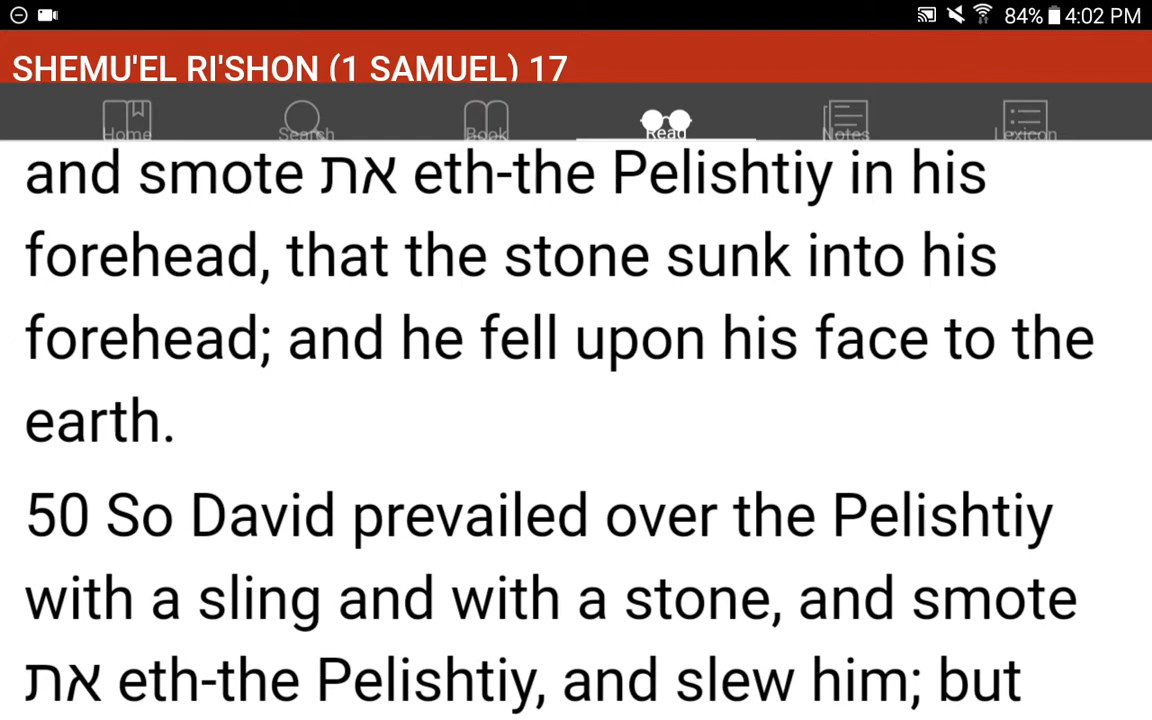 84% 4:02 PM
SHEMU'EL RI'SHON (1 SAMUEL) 17
Home Search Book Read Notes Lexicon
and smote את eth-the Pelishtiy in his
forehead, that the stone sunk into his
forehead; and he fell upon his face to the
earth.
50 So David prevailed over the Pelishtiy
with a sling and with a stone, and smote
את eth-the Pelishtiy, and slew him; but